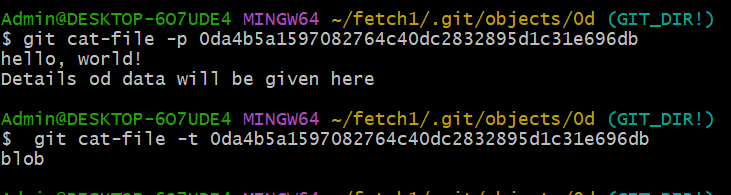 Admin@DESKTOP-6O7UDE4 MINGW64 ~/fetch1/.git/objects/0d (GIT_DIR!)
$ git cat-file -p 0da4b5a1597082764c40dc2832895d1c31e696db
hello, world!
Details od data will be given here
Admin@DESKTOP-6O7UDE4 MINGW64 ~/fetch1/.git/objects/0d (GIT_DIR!)
$  git cat-file -t 0da4b5a1597082764c40dc2832895d1c31e696db
blob